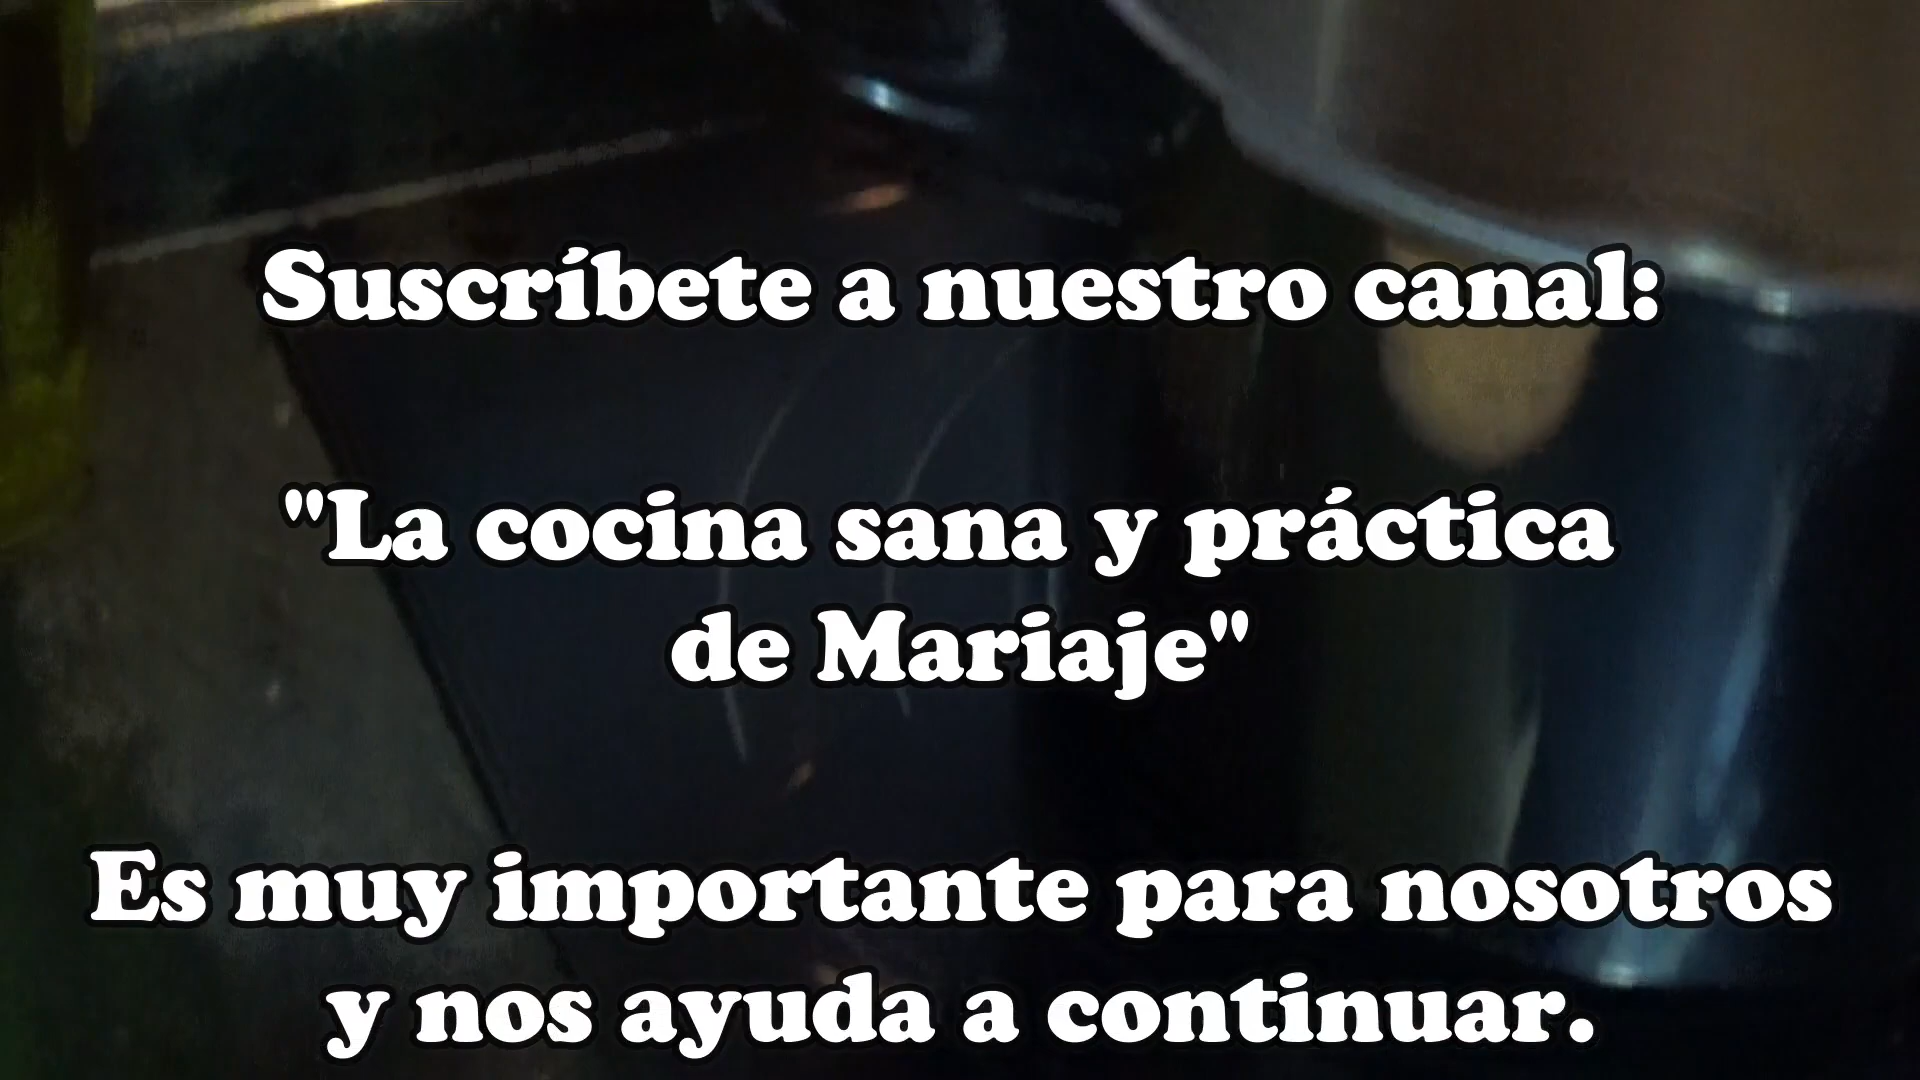 Suscríbete a nuestro canal:
"La cocina sana y práctica
de Mariaje"
Es muy importante para nosotros
y nos ayuda a continuar.